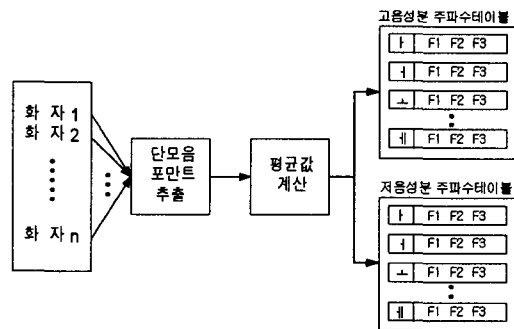 화 자 1
화 자 2
화 자 n
단모음
포만트
추출
평균값
계산
고음성분 주파수테이블
ㅏ F1 F2 F3
ㅓ F1 F2 F3
ㅗ F1 F2 F3
ㅔ F1 F2 F3
저음성분 주파수테이블
ㅏ F1 F2 F3
ㅓ F1 F2 F3
ㅗ F1 F2 F3
ㅔ F1 F2 F3